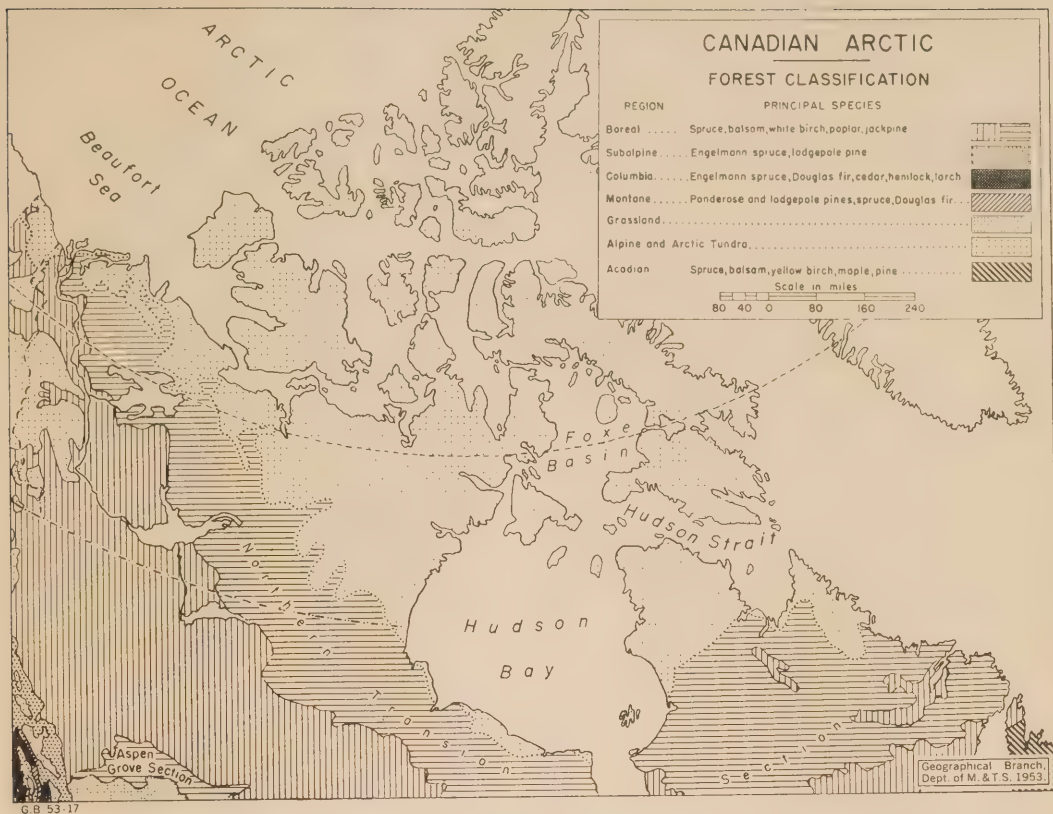 CANADIAN ARCTIC
FOREST CLASSIFICATION
REGION PRINCIPAL SPECIES
Boreal ..... Spruce, balsam, white birch, poplar, jackpine
Subalpine ..... Engelmann spruce, lodgepole pine
Columbia ..... Engelmann spruce, Douglas fir, cedar, hemlock, larch
Montane ..... Ponderose and lodgepole pines, spruce, Douglas fir ...
Grassland ..............................
Alpine and Arctic Tundra ..............................
Acadian Spruce, balsam, yellow birch, maple, pine ..........
Scale in miles
80 40 0 80 160 240
ARCTIC
OCEAN
Beaufort
Sea
Foxe
Basin
Hudson Strait
Hudson
Bay
Northern Transition Section
Aspen
Grove Section
Geographical Branch,
Dept. of M. & T.S. 1953.
G.B 53-17